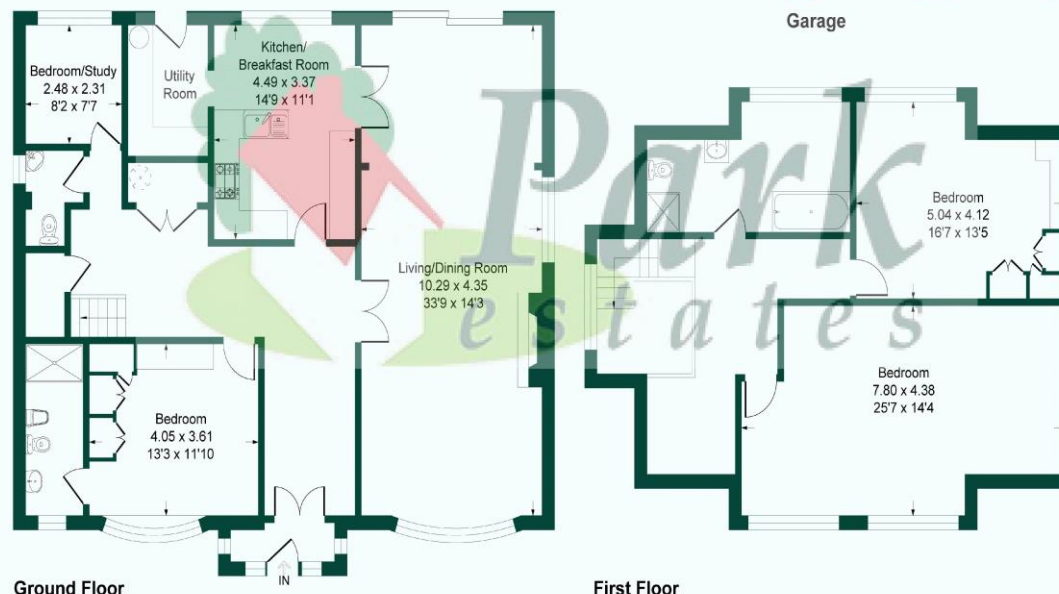 Garage
Bedroom/Study
2.48 x 2.31
8'2 x 7'7
Utility
Room
Kitchen/
Breakfast Room
4.49 x 3.37
14'9 x 11'1
Living/Dining Room
10.29 x 4.35
33'9 x 14'3
Bedroom
4.05 x 3.61
13'3 x 11'10
IN
Ground Floor
Park
estates
Bedroom
5.04 x 4.12
16'7 x 13'5
Bedroom
7.80 x 4.38
25'7 x 14'4
First Floor